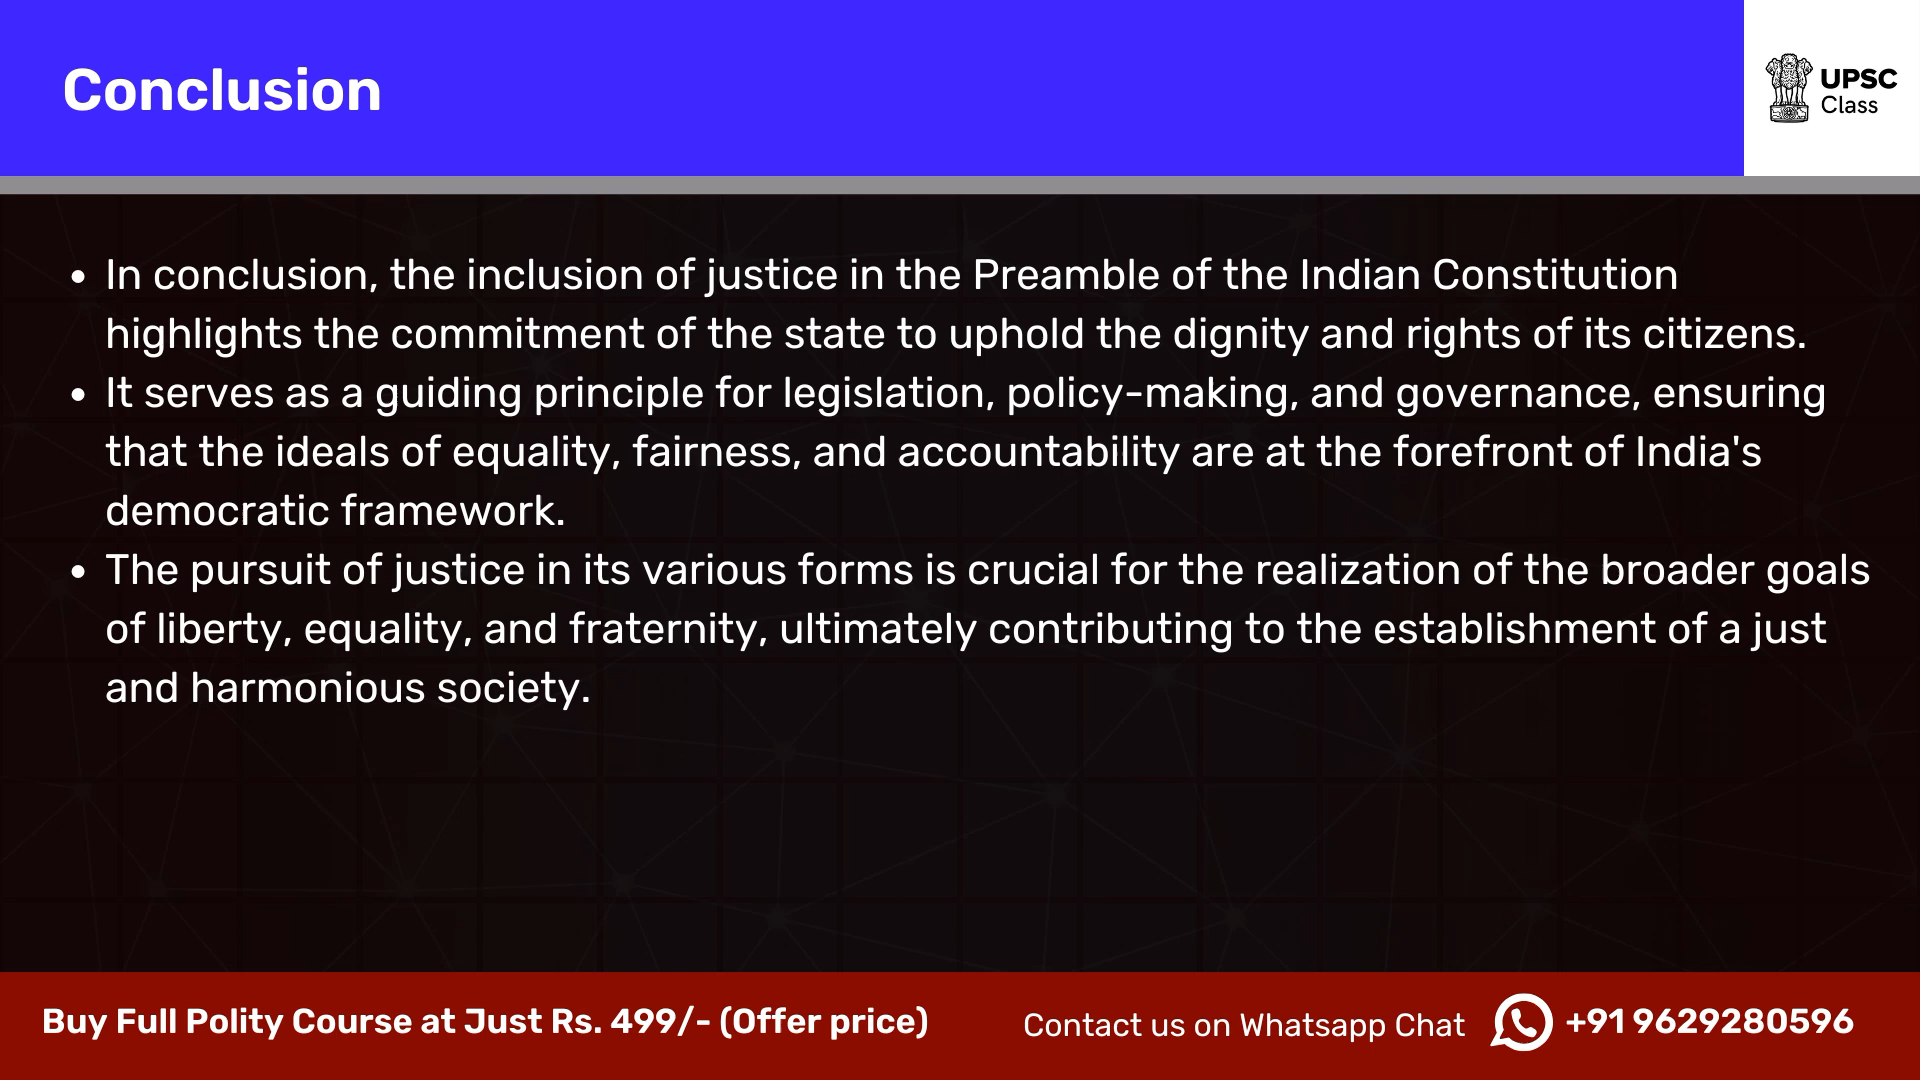 Conclusion
UPSC
Class
• In conclusion, the inclusion of justice in the Preamble of the Indian Constitution
highlights the commitment of the state to uphold the dignity and rights of its citizens.
• It serves as a guiding principle for legislation, policy-making, and governance, ensuring
that the ideals of equality, fairness, and accountability are at the forefront of India's
democratic framework.
• The pursuit of justice in its various forms is crucial for the realization of the broader goals
of liberty, equality, and fraternity, ultimately contributing to the establishment of a just
and harmonious society.
Buy Full Polity Course at Just Rs. 499/- (Offer price)
Contact us on Whatsapp Chat
+91 9629280596